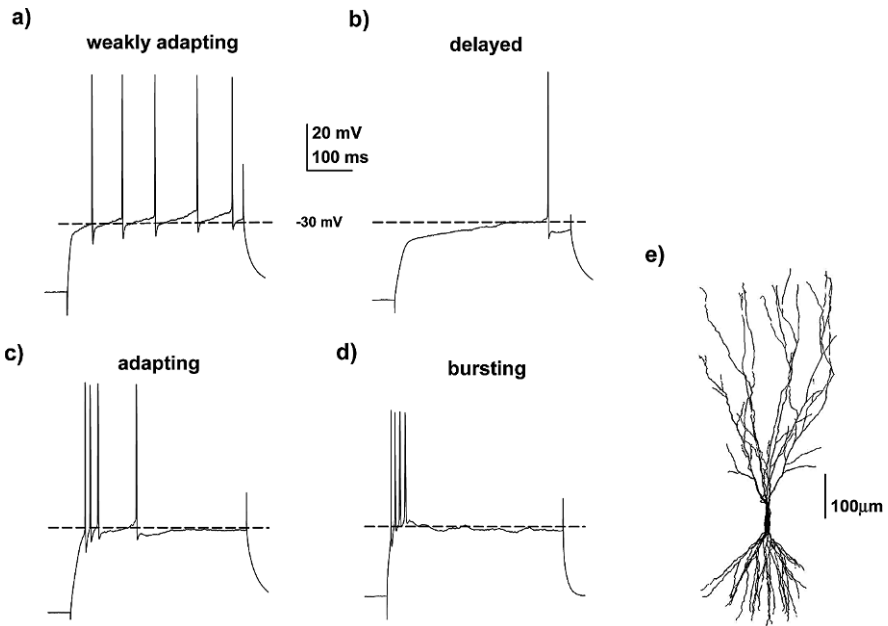 a)
weakly adapting
b)
delayed
20 mV
100 ms
-30 mV
c)
adapting
d)
bursting
e)
100μm